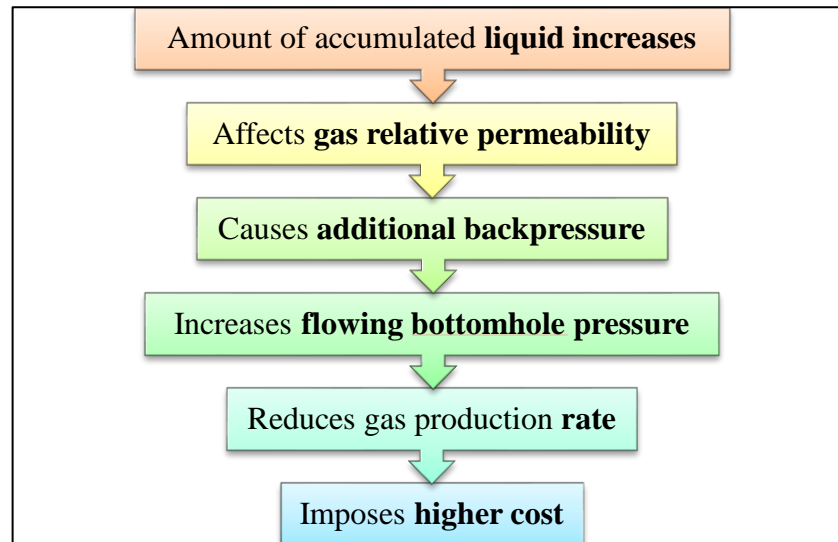 Amount of accumulated liquid increases
Affects gas relative permeability
Causes additional backpressure
Increases flowing bottomhole pressure
Reduces gas production rate
Imposes higher cost